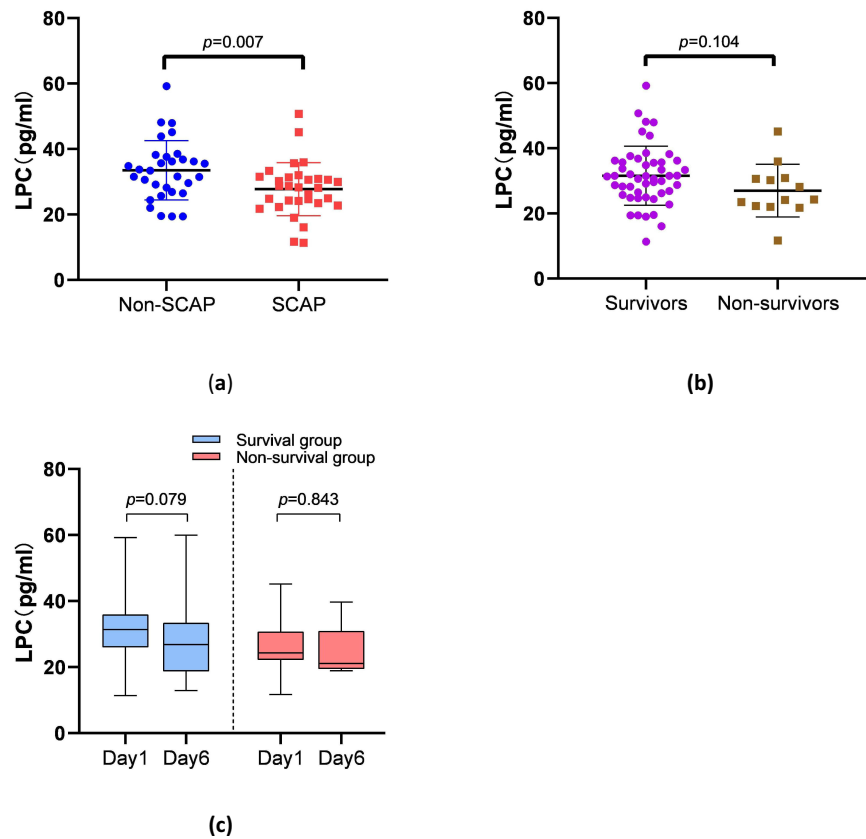 80
60
40
20
0
LPC(pg/ml)
p=0.007
Non-SCAP
SCAP
(a)
80
60
40
20
0
LPC(pg/ml)
p=0.104
Survivors
Non-survivors
(b)
Survival group
Non-survival group
80
60
40
20
0
LPC(pg/ml)
p=0.079
p=0.843
Day1
Day6
Day1
Day6
(c)